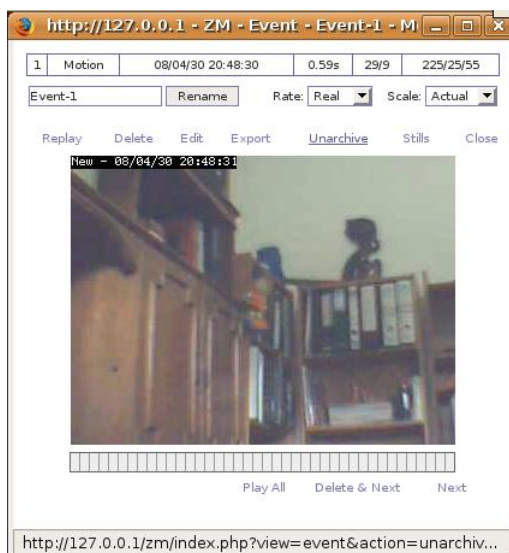 http://127.0.0.1 - ZM - Event - Event-1 - M
1 Motion 08/04/30 20:48:30 0.59s 29/9 225/25/55
Event-1 Rename Rate: Real Scale: Actual
Replay Delete Edit Export Unarchive Stills Close
New - 08/04/30 20:48:31
Play All Delete & Next Next
http://127.0.0.1/zm/index.php?view=event&action=unarchiv...